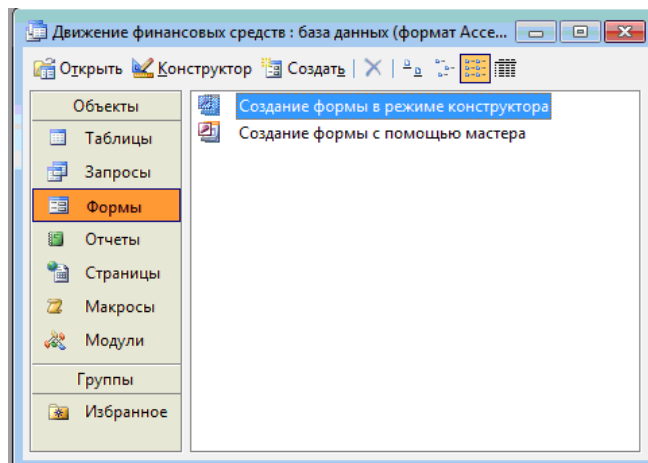 Движение финансовых средств : база данных (формат Acce...
Открыть Конструктор Создать
Объекты
Таблицы
Запросы
Формы
Отчеты
Страницы
Макросы
Модули
Группы
Избранное
Создание формы в режиме конструктора
Создание формы с помощью мастера